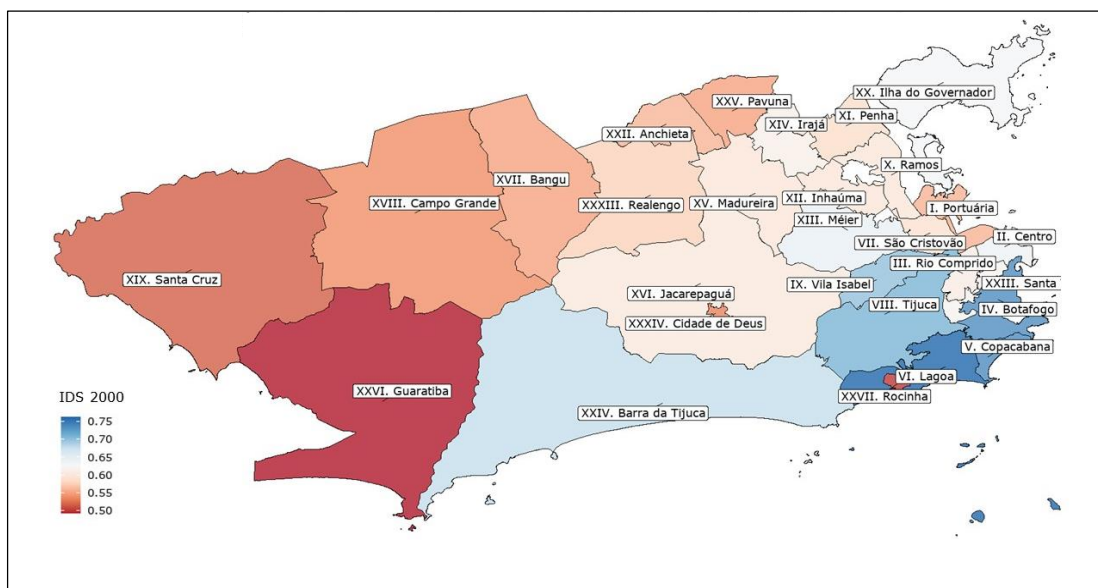 XX. Ilha do Governador
XXV. Pavuna
XI. Penha
XIV. Irajá
XXII. Anchieta
X. Ramos
XVII. Bangu
XII. Inhaúma
XVIII. Campo Grande
XXXIII. Realengo
XV. Madureira
I. Portuária
XIII. Méier
II. Centro
VII. São Cristovão
III. Rio Comprido
XIX. Santa Cruz
IX. Vila Isabel
XXIII. Santa
XVI. Jacarepaguá
VIII. Tijuca
IV. Botafogo
XXXIV. Cidade de Deus
V. Copacabana
VI. Lagoa
XXVI. Guaratiba
XXVII. Rocinha
XXIV. Barra da Tijuca
IDS 2000
0.75
0.70
0.65
0.60
0.55
0.50